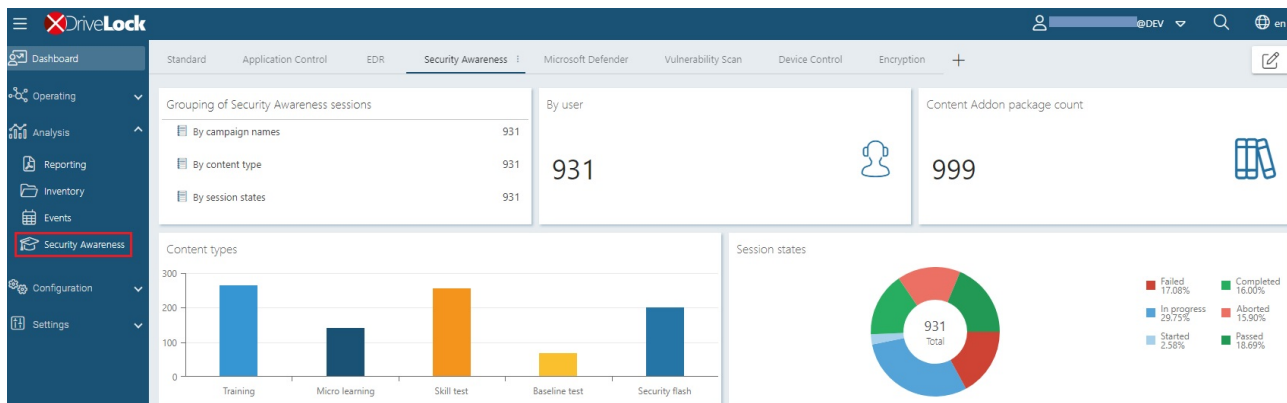 DriveLock
@DEV
en
Dashboard
Standard
Application Control
EDR
Security Awareness
Microsoft Defender
Vulnerability Scan
Device Control
Encryption
Operating
Analysis
Reporting
Inventory
Events
Security Awareness
Configuration
Settings
Grouping of Security Awareness sessions
By campaign names 931
By content type 931
By session states 931
By user
931
Content Addon package count
999
Content types
300
200
100
0
Training
Micro learning
Skill test
Baseline test
Security flash
Session states
931
Total
Failed
17.08%
Completed
16.00%
In progress
29.75%
Aborted
15.90%
Started
2.58%
Passed
18.69%